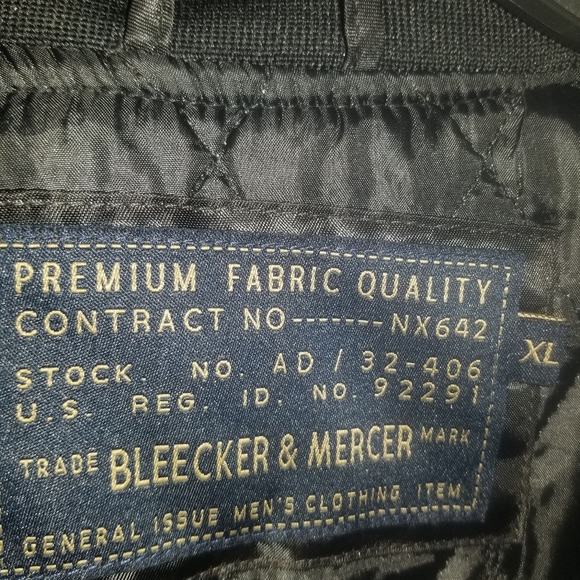 PREMIUM FABRIC QUALITY
CONTRACT NO------- NX642
STOCK. NO. AD / 32-406
U.S. REG. ID. NO. 92291
TRADE BLEECKER & MERCER MARK
GENERAL ISSUE MEN'S CLOTHING ITEM
XL